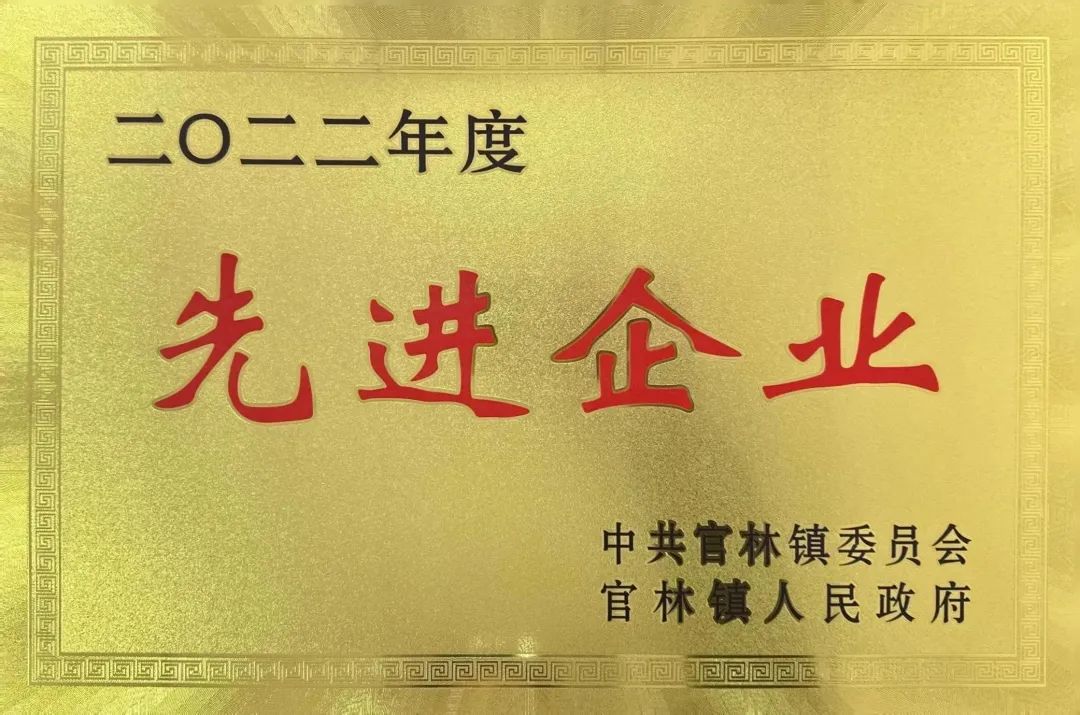 二〇二二年度
先进企业
中共官林镇委员会
官林镇人民政府